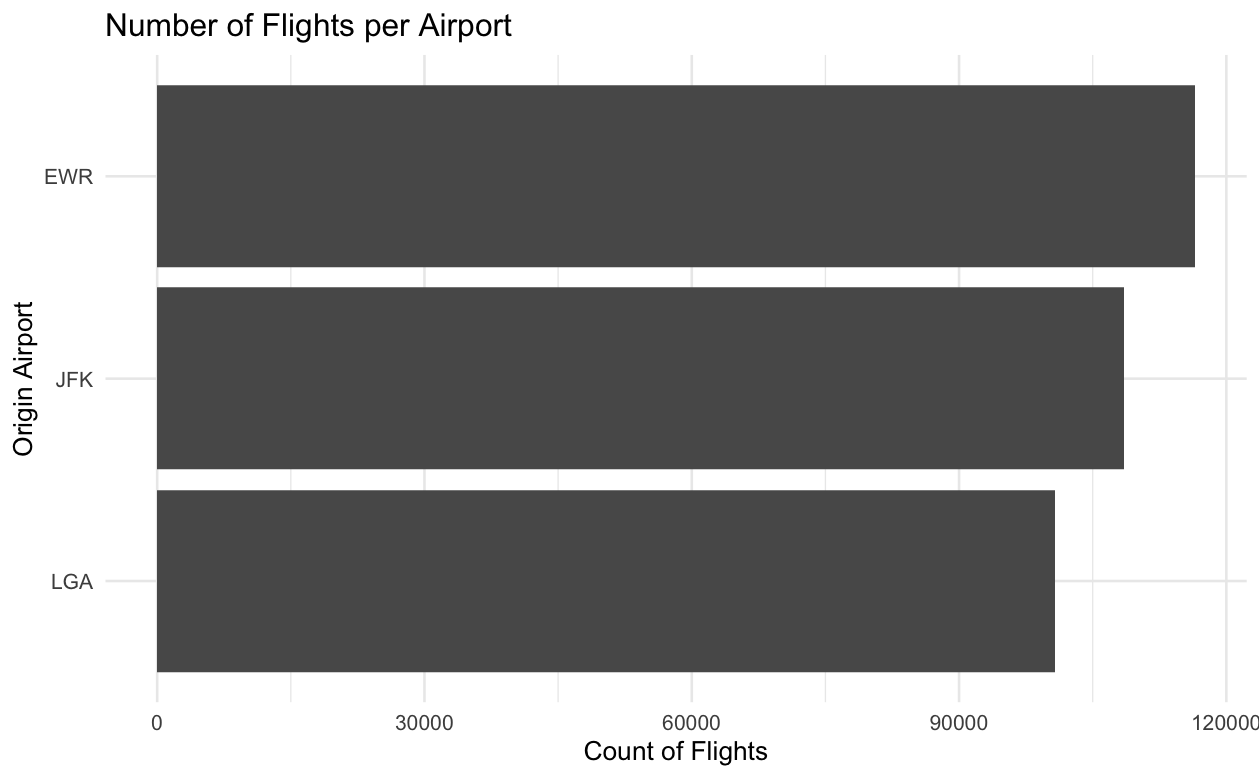 Number of Flights per Airport
EWR
JFK
LGA
Origin Airport
0 30000 60000 90000 120000
Count of Flights